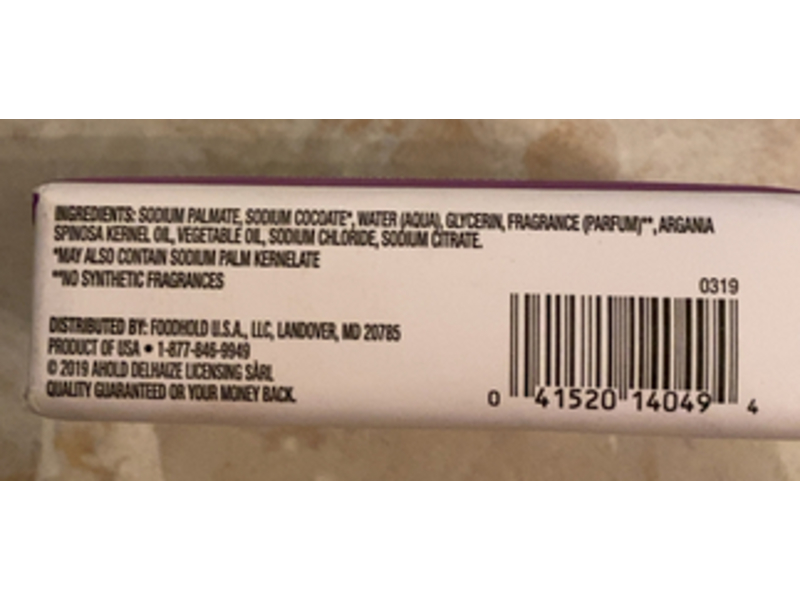 INGREDIENTS: SODIUM PALMATE, SODIUM COCOATE*, WATER (AQUA), GLYCERIN, FRAGRANCE (PARFUM)**, ARGANIA
SPINOSA KERNEL OIL, VEGETABLE OIL, SODIUM CHLORIDE, SODIUM CITRATE.
*MAY ALSO CONTAIN SODIUM PALM KERNELATE
**NO SYNTHETIC FRAGRANCES
0319
DISTRIBUTED BY: FOODHOLD U.S.A., LLC, LANDOVER, MD 20785
PRODUCT OF USA • 1-877-846-9949
© 2019 AHOLD DELHAIZE LICENSING SÀRL
QUALITY GUARANTEED OR YOUR MONEY BACK.
0 41520 14049 4